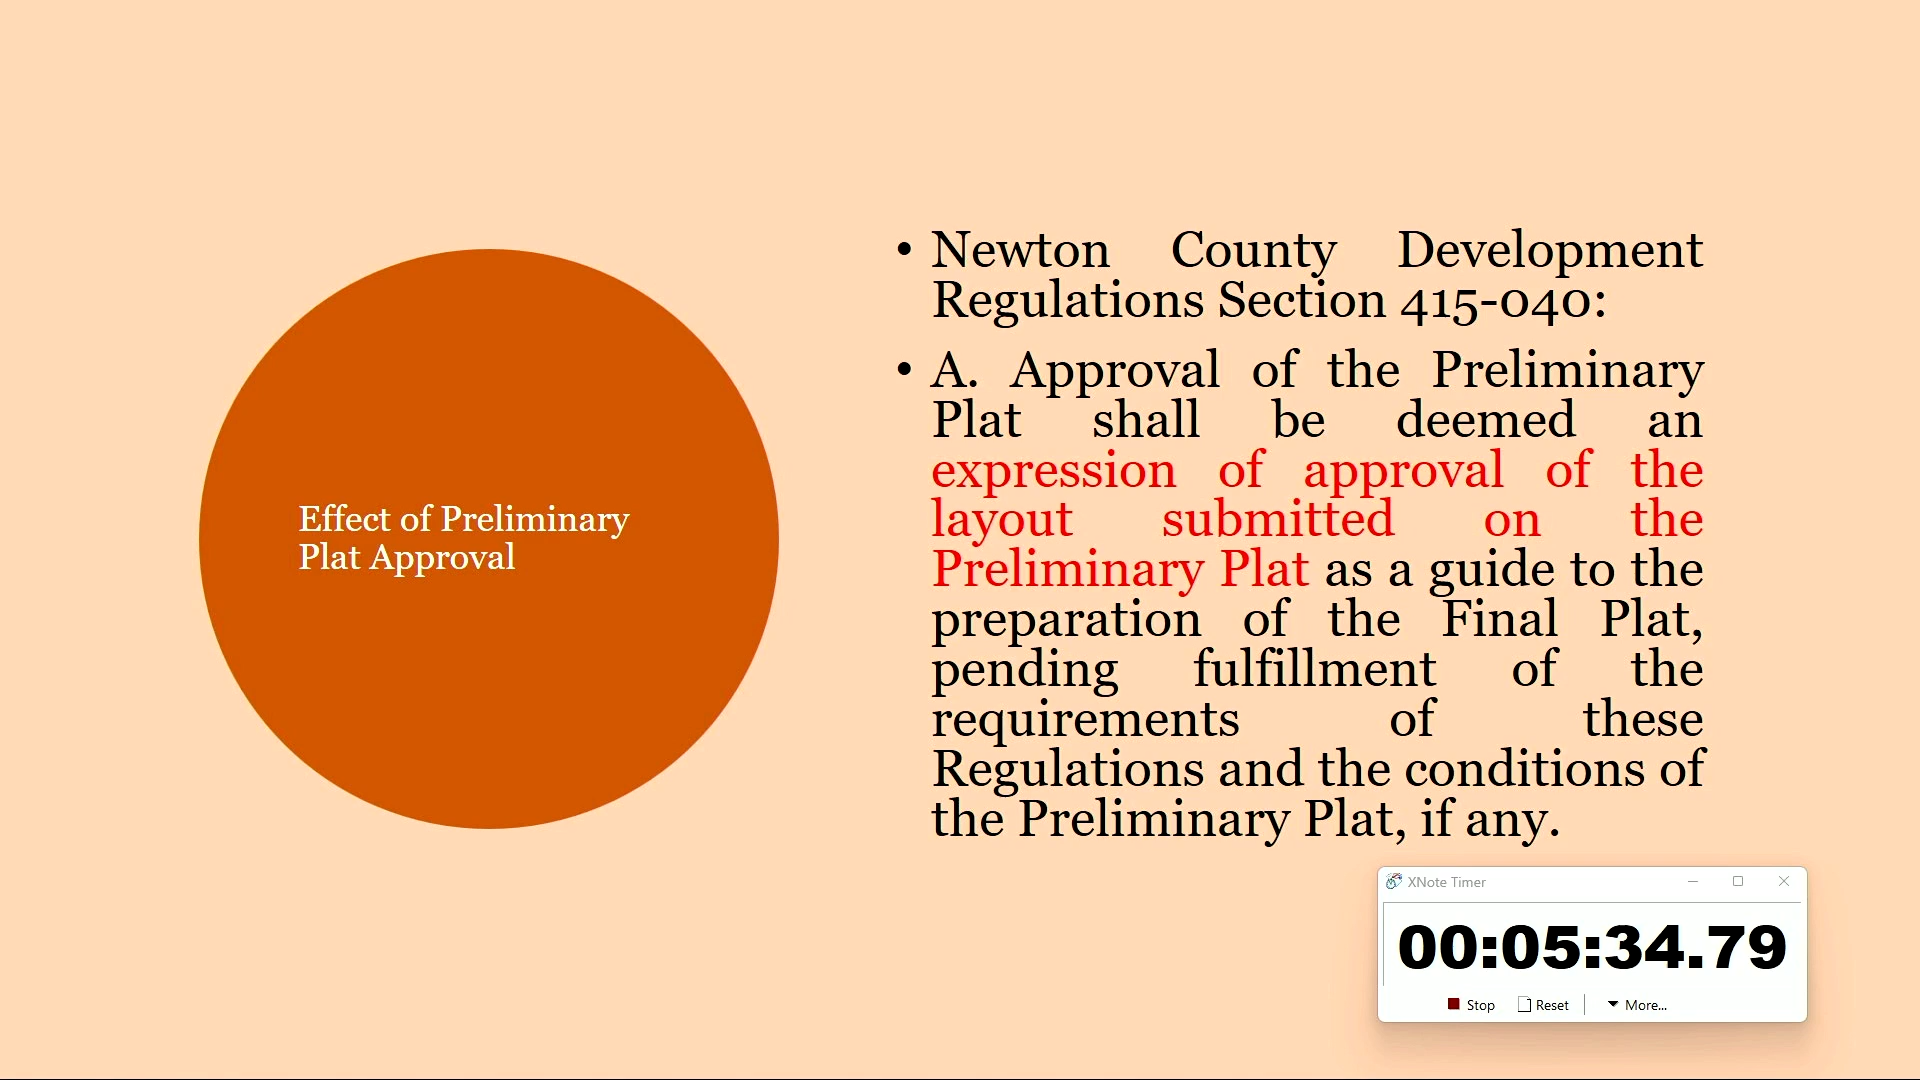 Effect of Preliminary
Plat Approval
• Newton County Development
Regulations Section 415-040:
• A. Approval of the Preliminary
Plat shall be deemed an
expression of approval of the
layout submitted on the
Preliminary Plat as a guide to the
preparation of the Final Plat,
pending fulfillment of the
requirements of these
Regulations and the conditions of
the Preliminary Plat, if any.
XNote Timer
00:05:34.79
Stop Reset More...